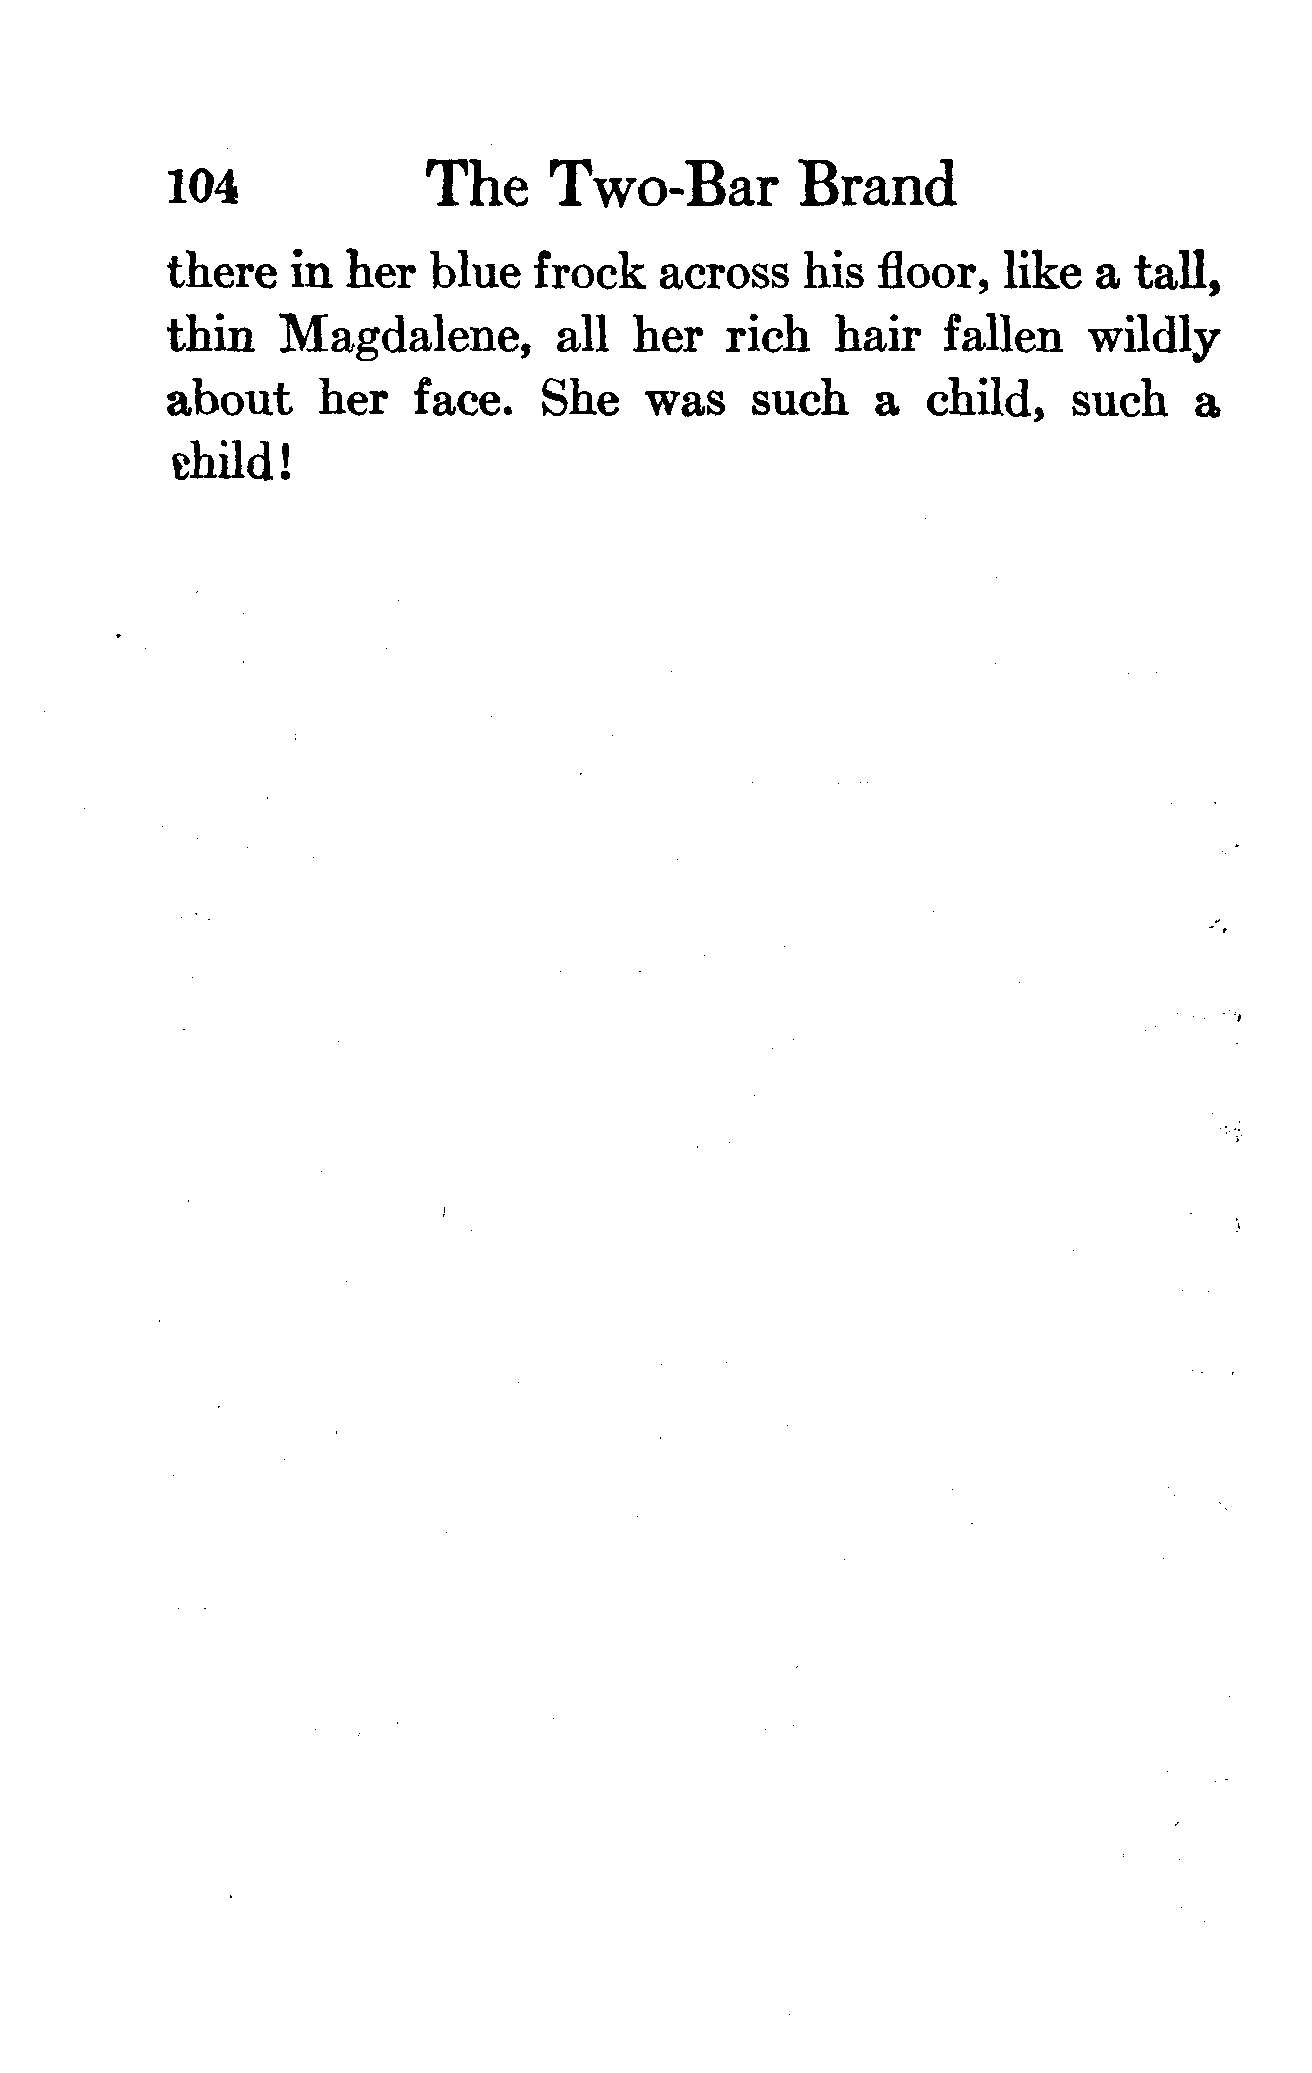 104 The Two-Bar Brand
there in her blue frock across his floor, like a tall,
thin Magdalene, all her rich hair fallen wildly
about her face. She was such a child, such a
child!